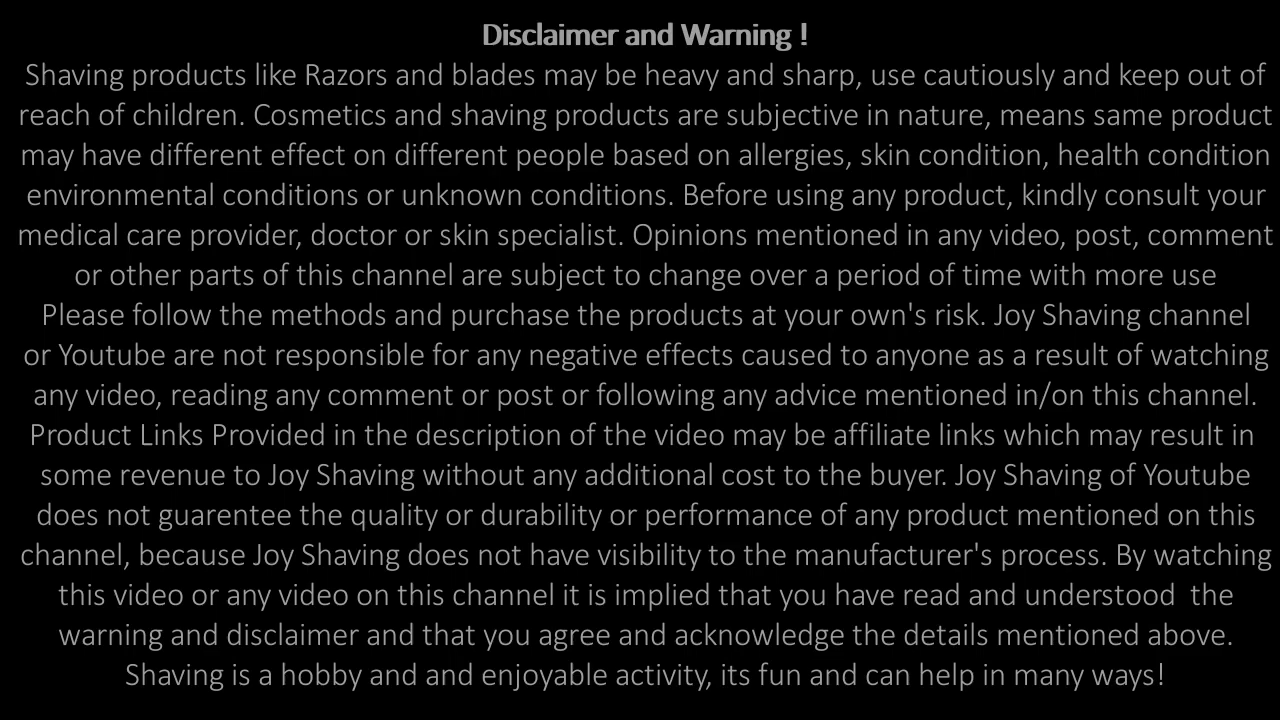 Disclaimer and Warning !
Shaving products like Razors and blades may be heavy and sharp, use cautiously and keep out of
reach of children. Cosmetics and shaving products are subjective in nature, means same product
may have different effect on different people based on allergies, skin condition, health condition
environmental conditions or unknown conditions. Before using any product, kindly consult your
medical care provider, doctor or skin specialist. Opinions mentioned in any video, post, comment
or other parts of this channel are subject to change over a period of time with more use
Please follow the methods and purchase the products at your own's risk. Joy Shaving channel
or Youtube are not responsible for any negative effects caused to anyone as a result of watching
any video, reading any comment or post or following any advice mentioned in/on this channel.
Product Links Provided in the description of the video may be affiliate links which may result in
some revenue to Joy Shaving without any additional cost to the buyer. Joy Shaving of Youtube
does not guarentee the quality or durability or performance of any product mentioned on this
channel, because Joy Shaving does not have visibility to the manufacturer's process. By watching
this video or any video on this channel it is implied that you have read and understood  the
warning and disclaimer and that you agree and acknowledge the details mentioned above.
Shaving is a hobby and and enjoyable activity, its fun and can help in many ways!